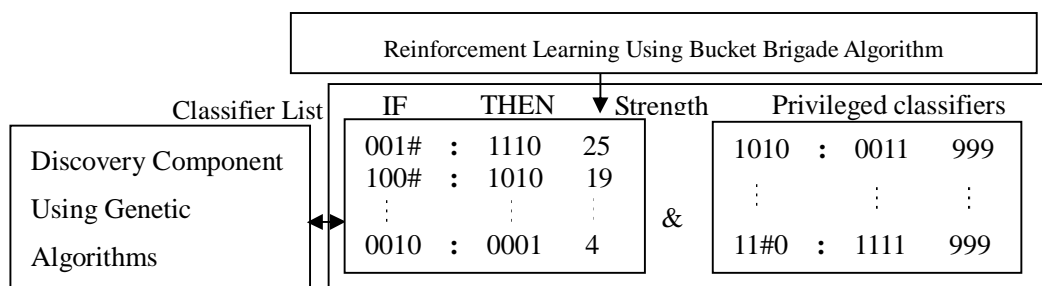 Reinforcement Learning Using Bucket Brigade Algorithm
Classifier List IF THEN Strength Privileged classifiers
Discovery Component
Using Genetic
Algorithms
001# : 1110 25
100# : 1010 19
0010 : 0001 4
&
1010 : 0011 999
11#0 : 1111 999